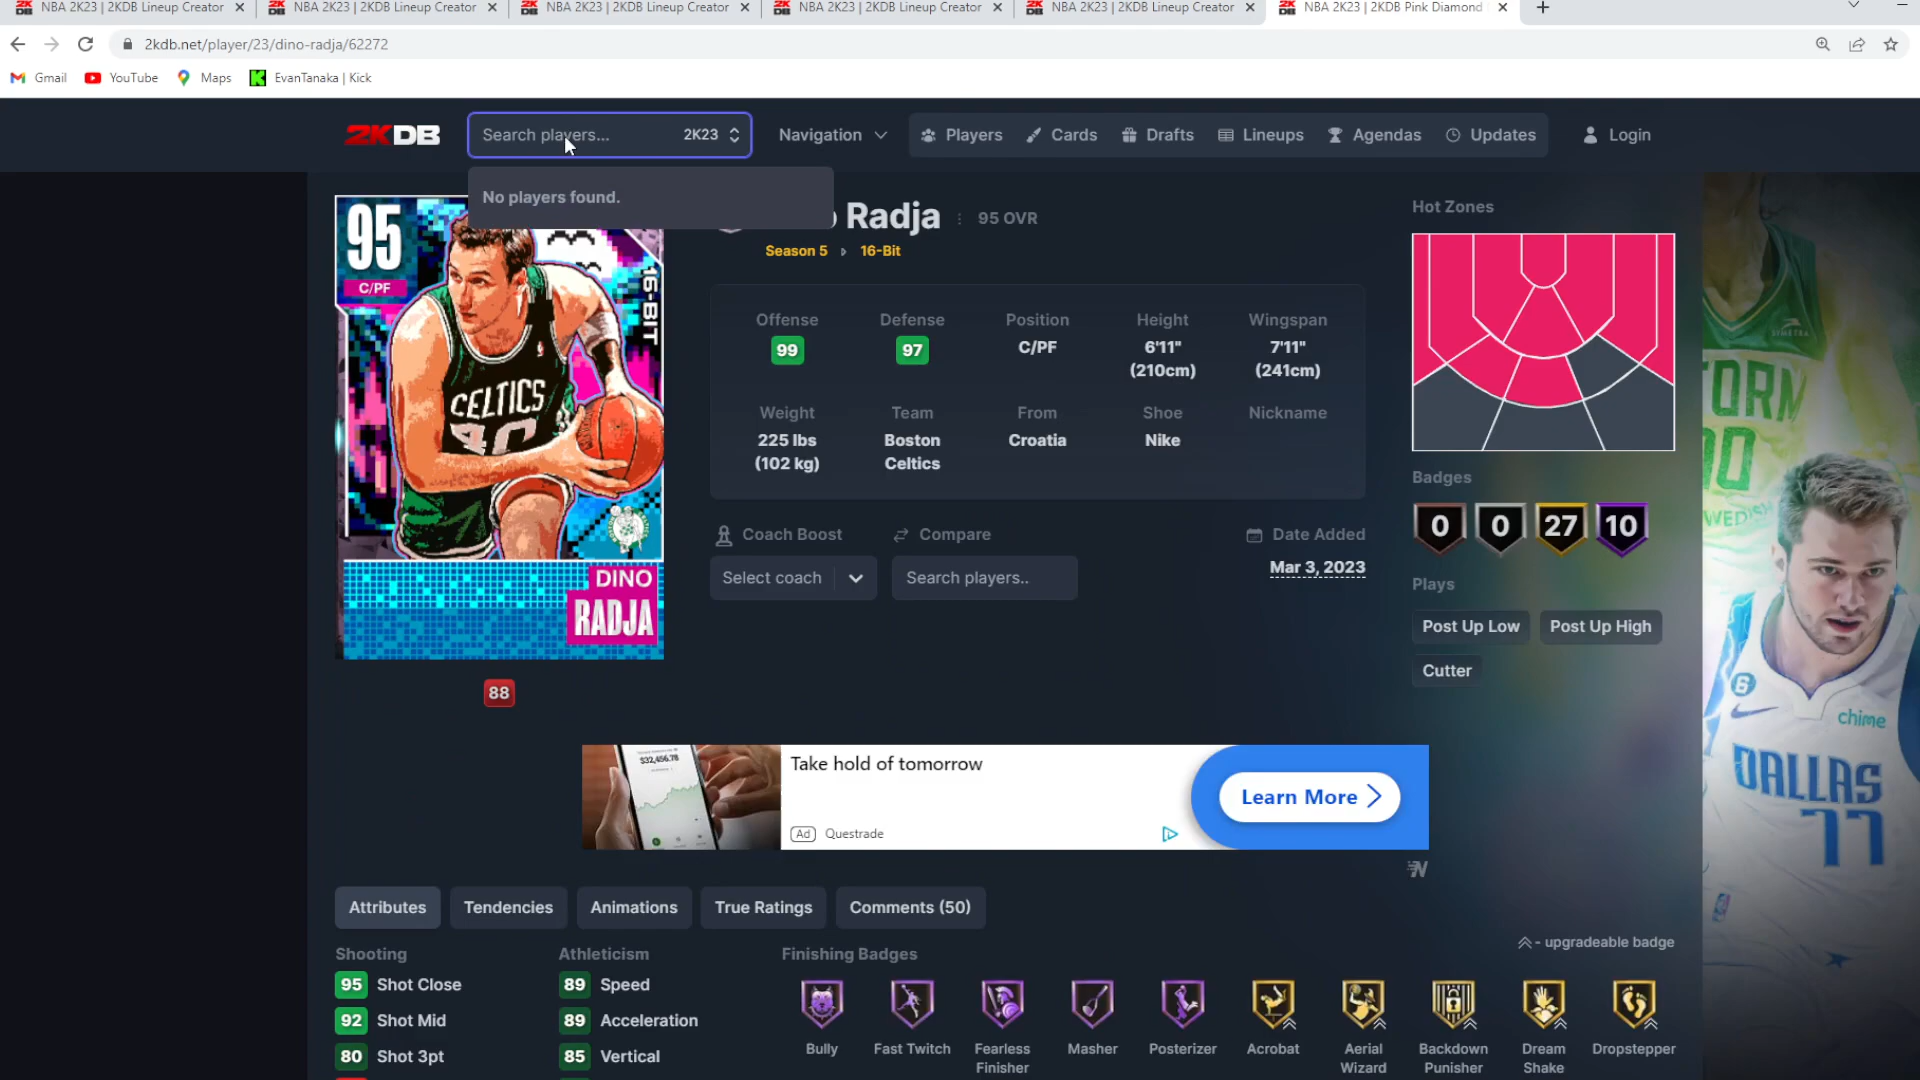 NBA 2K23 | 2KDB Lineup Creator
NBA 2K23 | 2KDB Lineup Creator
NBA 2K23 | 2KDB Lineup Creator
NBA 2K23 | 2KDB Lineup Creator
NBA 2K23 | 2KDB Lineup Creator
NBA 2K23 | 2KDB Pink Diamond
2kdb.net/player/23/dino-radja/62272
Gmail
YouTube
Maps
EvanTanaka | Kick
2KDB
Search players...
2K23
Navigation
Players
Cards
Drafts
Lineups
Agendas
Updates
Login
No players found.
Radja
95 OVR
Season 5
16-Bit
95
C/PF
16-BIT
CELTICS
40
DINO
RADJA
88
Offense
99
Defense
97
Position
C/PF
Height
6'11"
(210cm)
Wingspan
7'11"
(241cm)
Weight
225 lbs
(102 kg)
Team
Boston
Celtics
From
Croatia
Shoe
Nike
Nickname
Coach Boost
Select coach
Compare
Search players..
Date Added
Mar 3, 2023
Hot Zones
Badges
0
0
27
10
Plays
Post Up Low
Post Up High
Cutter
$32,456.78
Take hold of tomorrow
Ad
Questrade
Learn More
Attributes
Tendencies
Animations
True Ratings
Comments (50)
- upgradeable badge
Shooting
95 Shot Close
92 Shot Mid
80 Shot 3pt
Athleticism
89 Speed
89 Acceleration
85 Vertical
Finishing Badges
Bully
Fast Twitch
Fearless
Finisher
Masher
Posterizer
Acrobat
Aerial
Wizard
Backdown
Punisher
Dream
Shake
Dropstepper
6
chime
DALLAS
77